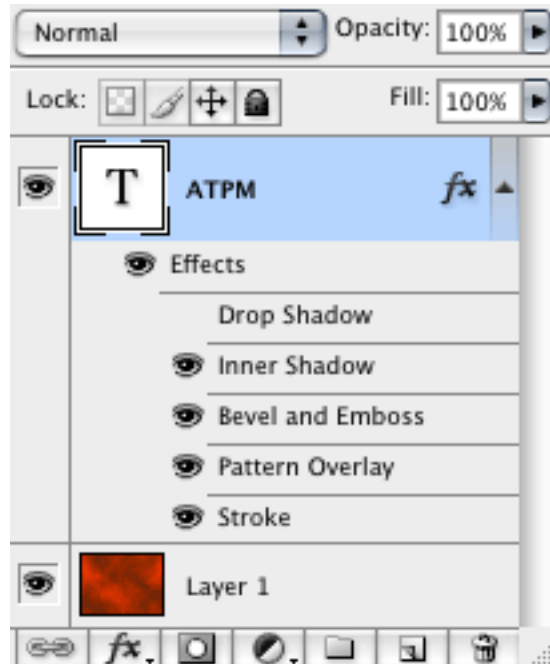 Normal Opacity: 100%
Lock: Fill: 100%
T ATPM fx
Effects
Drop Shadow
Inner Shadow
Bevel and Emboss
Pattern Overlay
Stroke
Layer 1
fx.